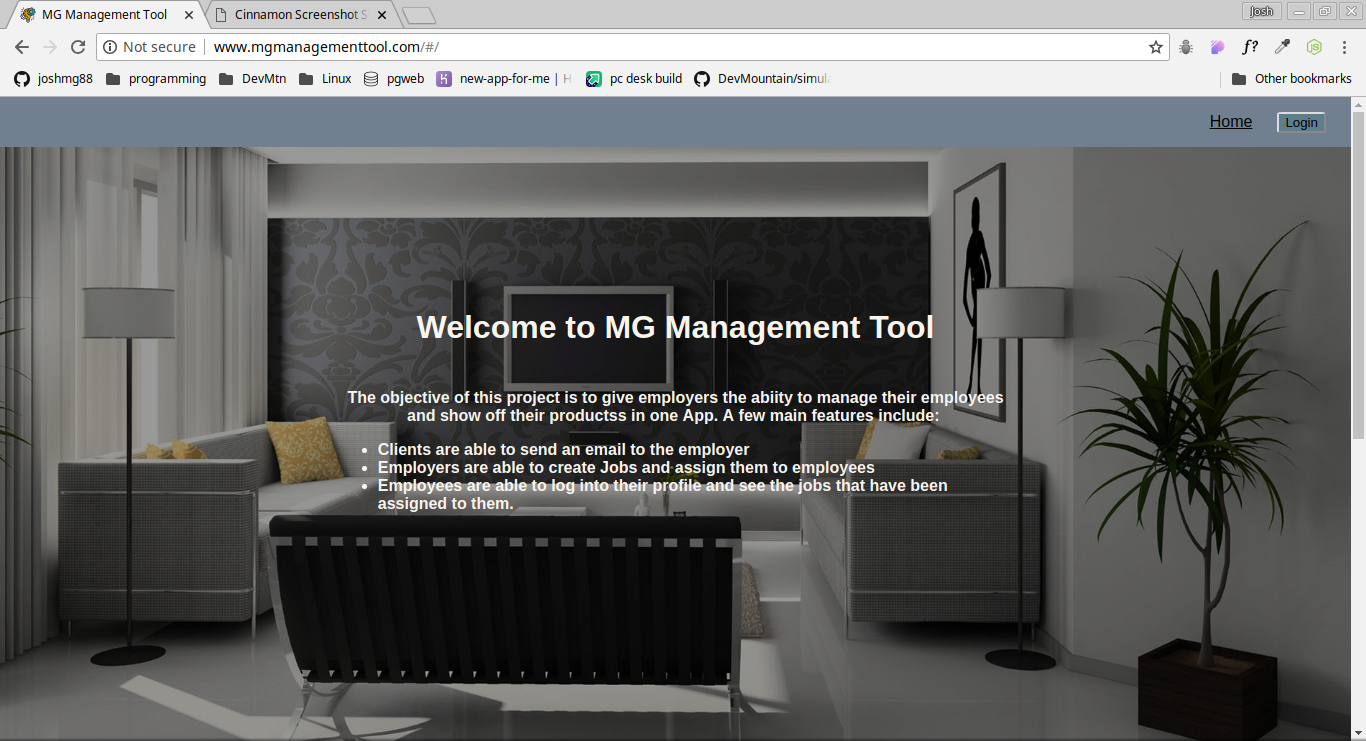 MG Management Tool
Cinnamon Screenshot S
Josh
Not secure
www.mgmanagementtool.com/#/
f?
joshmg88
programming
DevMtn
Linux
pgweb
new-app-for-me | H
pc desk build
DevMountain/simula
Other bookmarks
Home
Login
Welcome to MG Management Tool
The objective of this project is to give employers the abiity to manage their employees
and show off their productss in one App. A few main features include:
• Clients are able to send an email to the employer
• Employers are able to create Jobs and assign them to employees
• Employees are able to log into their profile and see the jobs that have been
assigned to them.